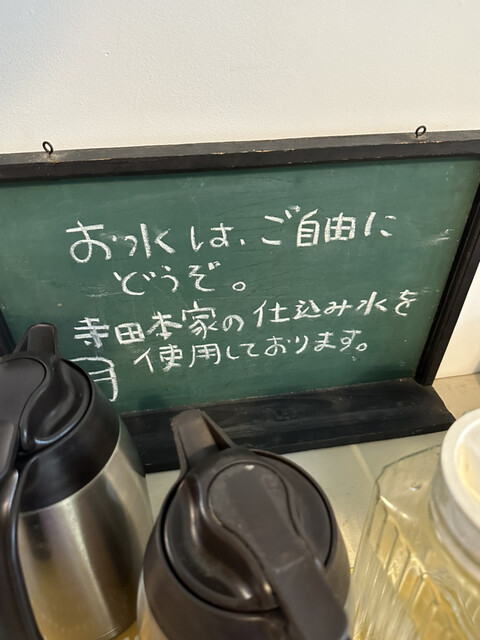 お水は、ご自由に
どうぞ。
寺田本家の仕込み水を
使用しております。